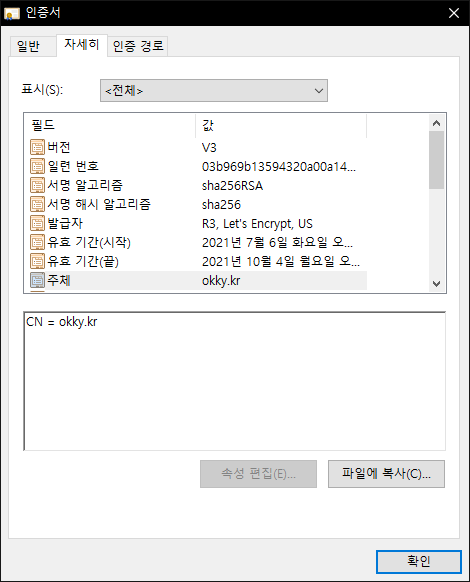 인증서
일반 자세히 인증 경로
표시(S): <전체>
필드 값
버전 V3
일련 번호 03b969b13594320a00a14...
서명 알고리즘 sha256RSA
서명 해시 알고리즘 sha256
발급자 R3, Let's Encrypt, US
유효 기간(시작) 2021년 7월 6일 화요일 오...
유효 기간(끝) 2021년 10월 4일 월요일 오...
주체 okky.kr
CN = okky.kr
속성 편집(E)... 파일에 복사(C)...
확인